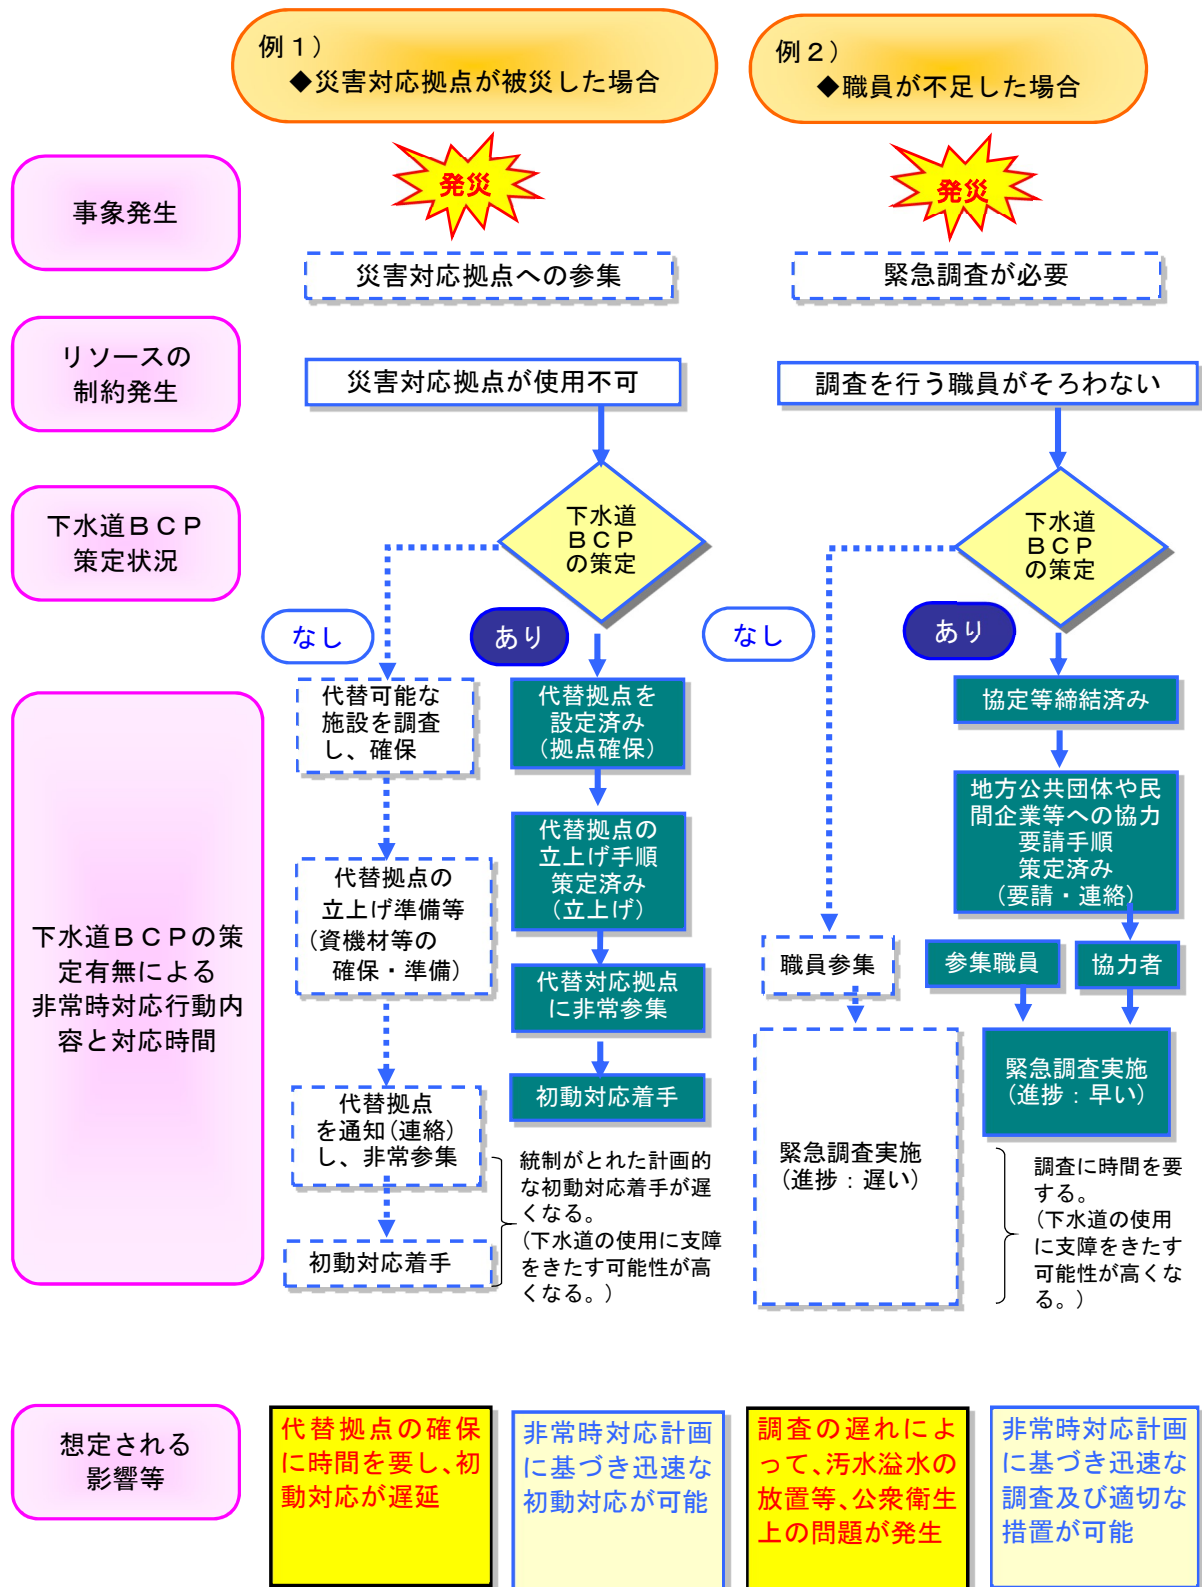 例１）
◆災害対応拠点が被災した場合
例２）
◆職員が不足した場合
事象発生
発災
発災
災害対応拠点への参集
緊急調査が必要
リソースの
制約発生
災害対応拠点が使用不可
調査を行う職員がそろわない
下水道ＢＣＰ
策定状況
下水道
ＢＣＰ
の策定
下水道
ＢＣＰ
の策定
なし
あり
なし
あり
下水道ＢＣＰの策
定有無による
非常時対応行動内
容と対応時間
代替可能な
施設を調査
し、確保
代替拠点の
立上げ準備等
(資機材等の
確保・準備)
代替拠点
を通知(連絡)
し、非常参集
初動対応着手
代替拠点を
設定済み
(拠点確保)
代替拠点の
立上げ手順
策定済み
(立上げ)
代替対応拠点
に非常参集
初動対応着手
統制がとれた計画的
な初動対応着手が遅
くなる。
(下水道の使用に支障
をきたす可能性が高
くなる。)
職員参集
緊急調査実施
(進捗：遅い)
協定等締結済み
地方公共団体や民
間企業等への協力
要請手順
策定済み
(要請・連絡)
参集職員
協力者
緊急調査実施
(進捗：早い)
調査に時間を要
する。
(下水道の使用
に支障をきたす
可能性が高くな
る。)
想定される
影響等
代替拠点の確保
に時間を要し、初
動対応が遅延
非常時対応計画
に基づき迅速な
初動対応が可能
調査の遅れによ
って、汚水溢水の
放置等、公衆衛生
上の問題が発生
非常時対応計画
に基づき迅速な
調査及び適切な
措置が可能